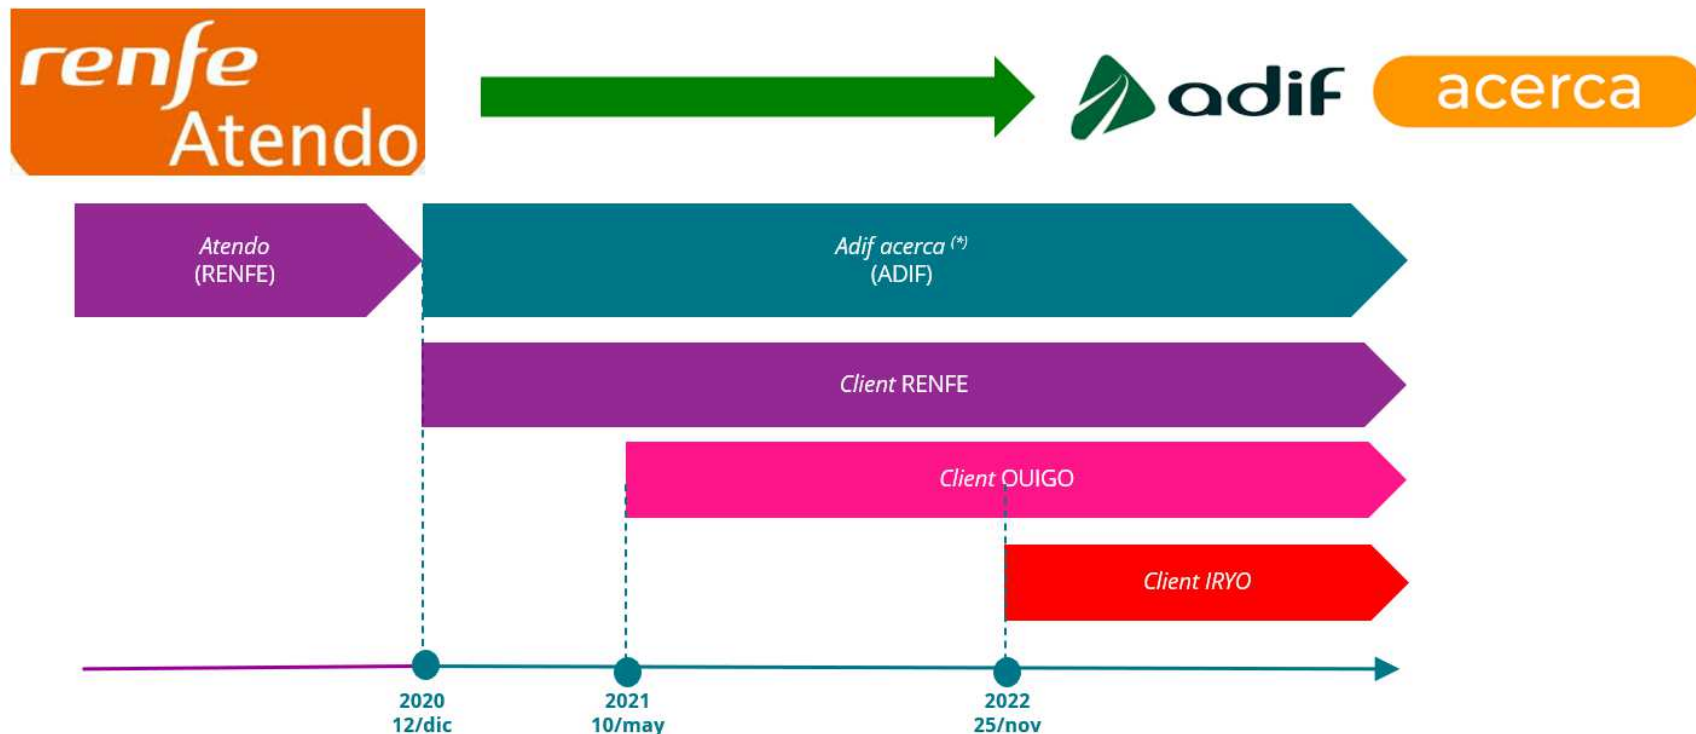 renfe
Atendo
adif
acerca
Atendo
(RENFE)
Adif acerca (*)
(ADIF)
Client RENFE
Client OUIGO
Client IRYO
2020
12/dic
2021
10/may
2022
25/nov